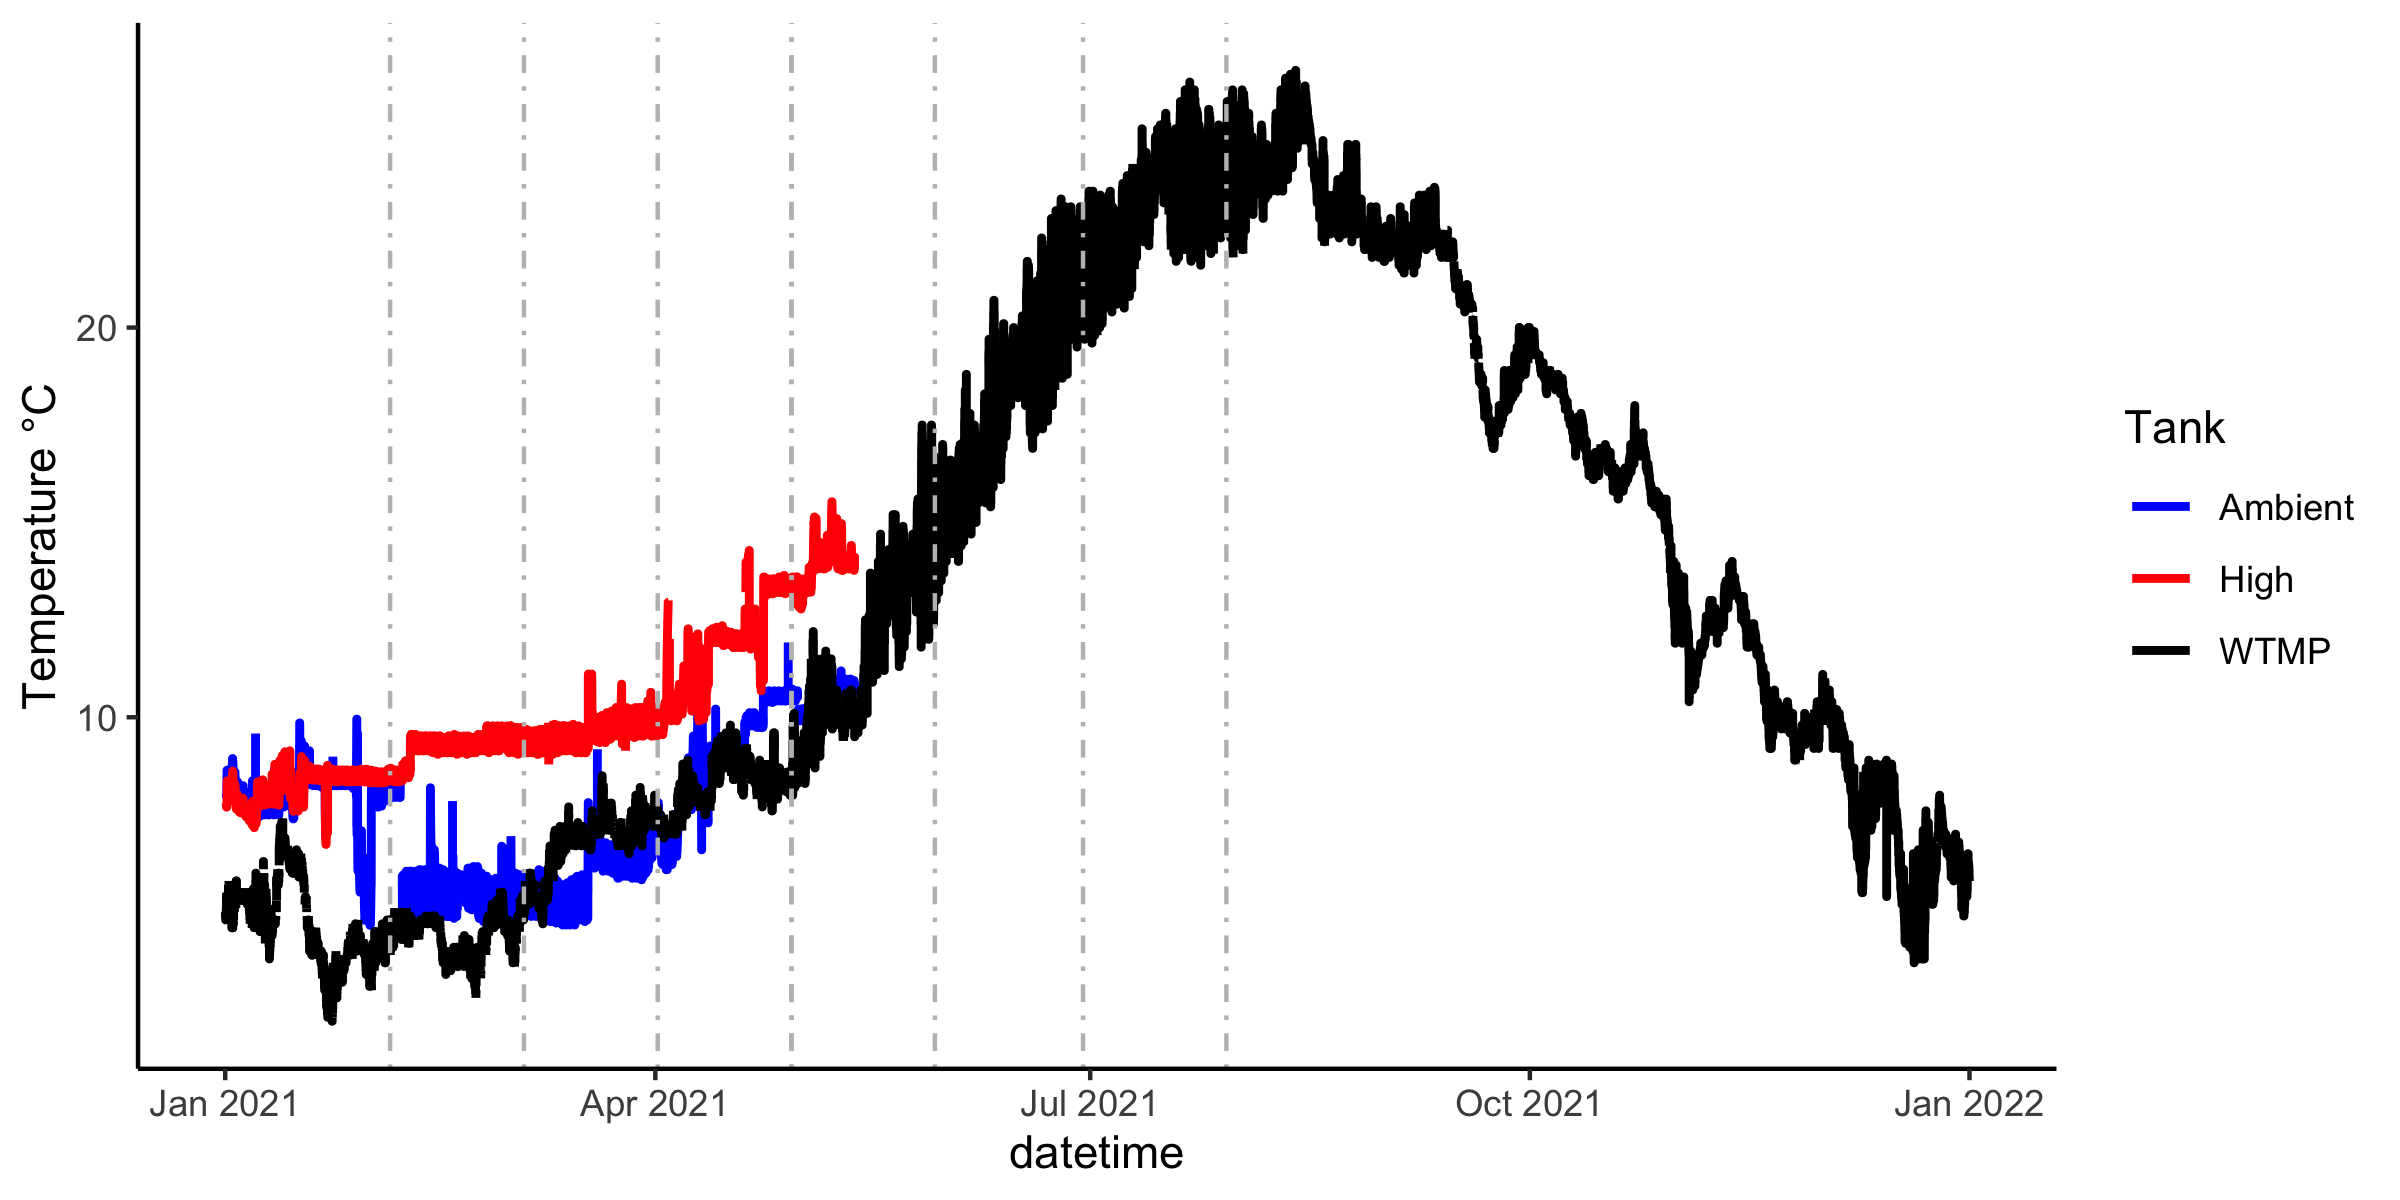 Temperature °C
20
10
Jan 2021
Apr 2021
Jul 2021
Oct 2021
Jan 2022
datetime
Tank
Ambient
High
WTMP